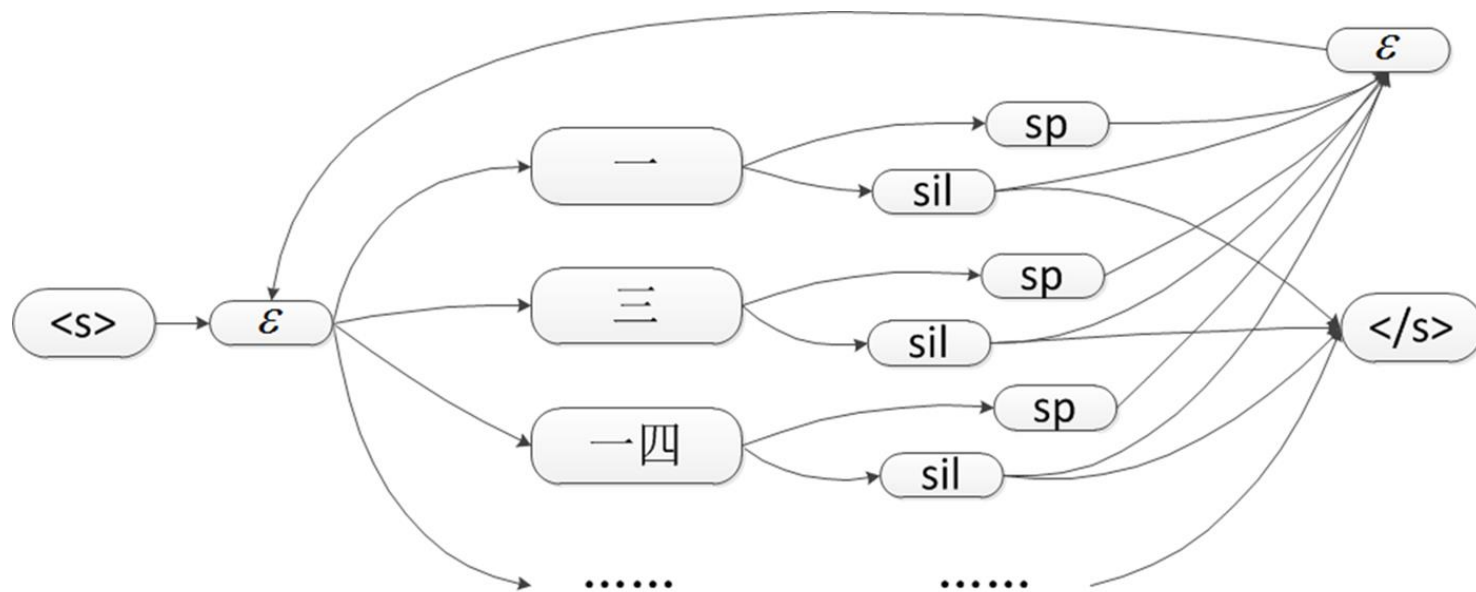 ε
sp
一
sil
sp
三
<s>
ε
sil
</s>
sp
一四
sil
...... ......